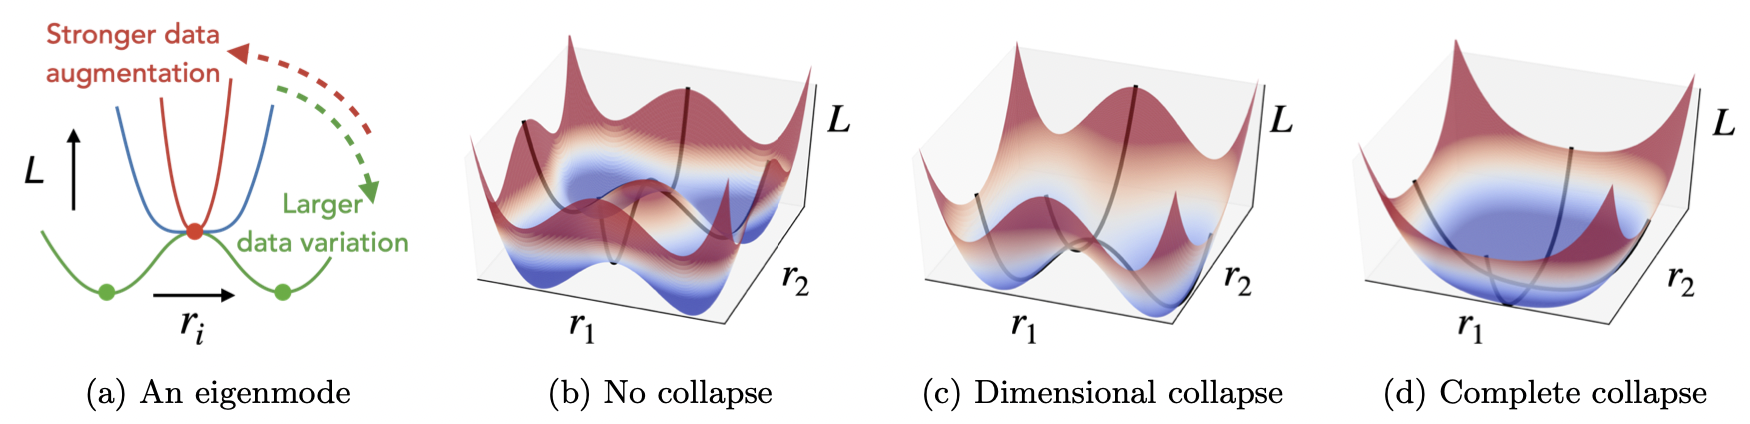 Stronger data
augmentation
L
Larger
data variation
r_i
(a) An eigenmode
L
r_2
r_1
(b) No collapse
L
r_2
r_1
(c) Dimensional collapse
L
r_2
r_1
(d) Complete collapse